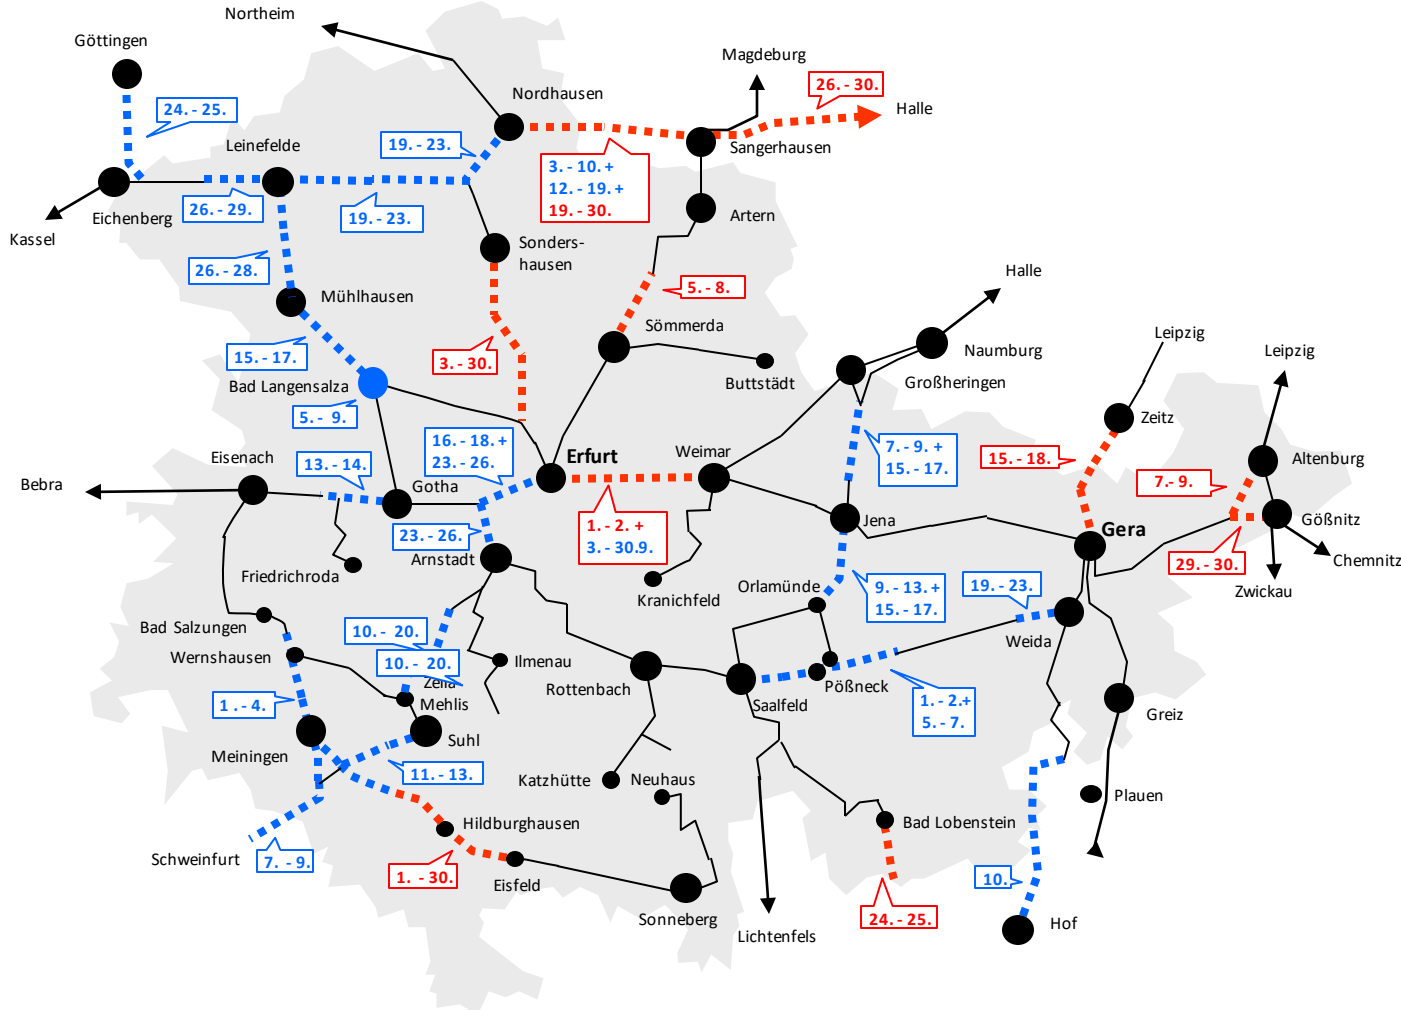 Northeim
Göttingen
Magdeburg
26. - 30.
Halle
24. - 25.
Nordhausen
Leinefelde
19. - 23.
Sangerhausen
3. - 10. +
12. - 19. +
19. - 30.
Eichenberg
26. - 29.
19. - 23.
Artern
Kassel
Sonders-
hausen
26. - 28.
Halle
5. - 8.
Mühlhausen
Sömmerda
Leipzig
15. - 17.
3. - 30.
Naumburg
Leipzig
Bad Langensalza
Buttstädt
Großheringen
5. - 9.
Zeitz
16. - 18. +
23. - 26.
7. - 9. +
15. - 17.
Eisenach
13. - 14.
Erfurt
Weimar
15. - 18.
Altenburg
Bebra
Gotha
7. - 9.
1. - 2. +
3. - 30.9.
Jena
Gera
Gößnitz
23. - 26.
Arnstadt
29. - 30.
Chemnitz
Friedrichroda
Kranichfeld
Orlamünde
9. - 13. +
15. - 17.
19. - 23.
Zwickau
Bad Salzungen
10. - 20.
Weida
Wernshausen
10. - 20.
Ilmenau
Rottenbach
Pößneck
Zella
Mehlis
1 . - 4.
Saalfeld
1. - 2.+
5. - 7.
Greiz
Suhl
Meiningen
11. - 13.
Katzhütte
Neuhaus
Plauen
Hildburghausen
Bad Lobenstein
Schweinfurt
7. - 9.
1. - 30.
Eisfeld
10.
Sonneberg
24. - 25.
Hof
Lichtenfels